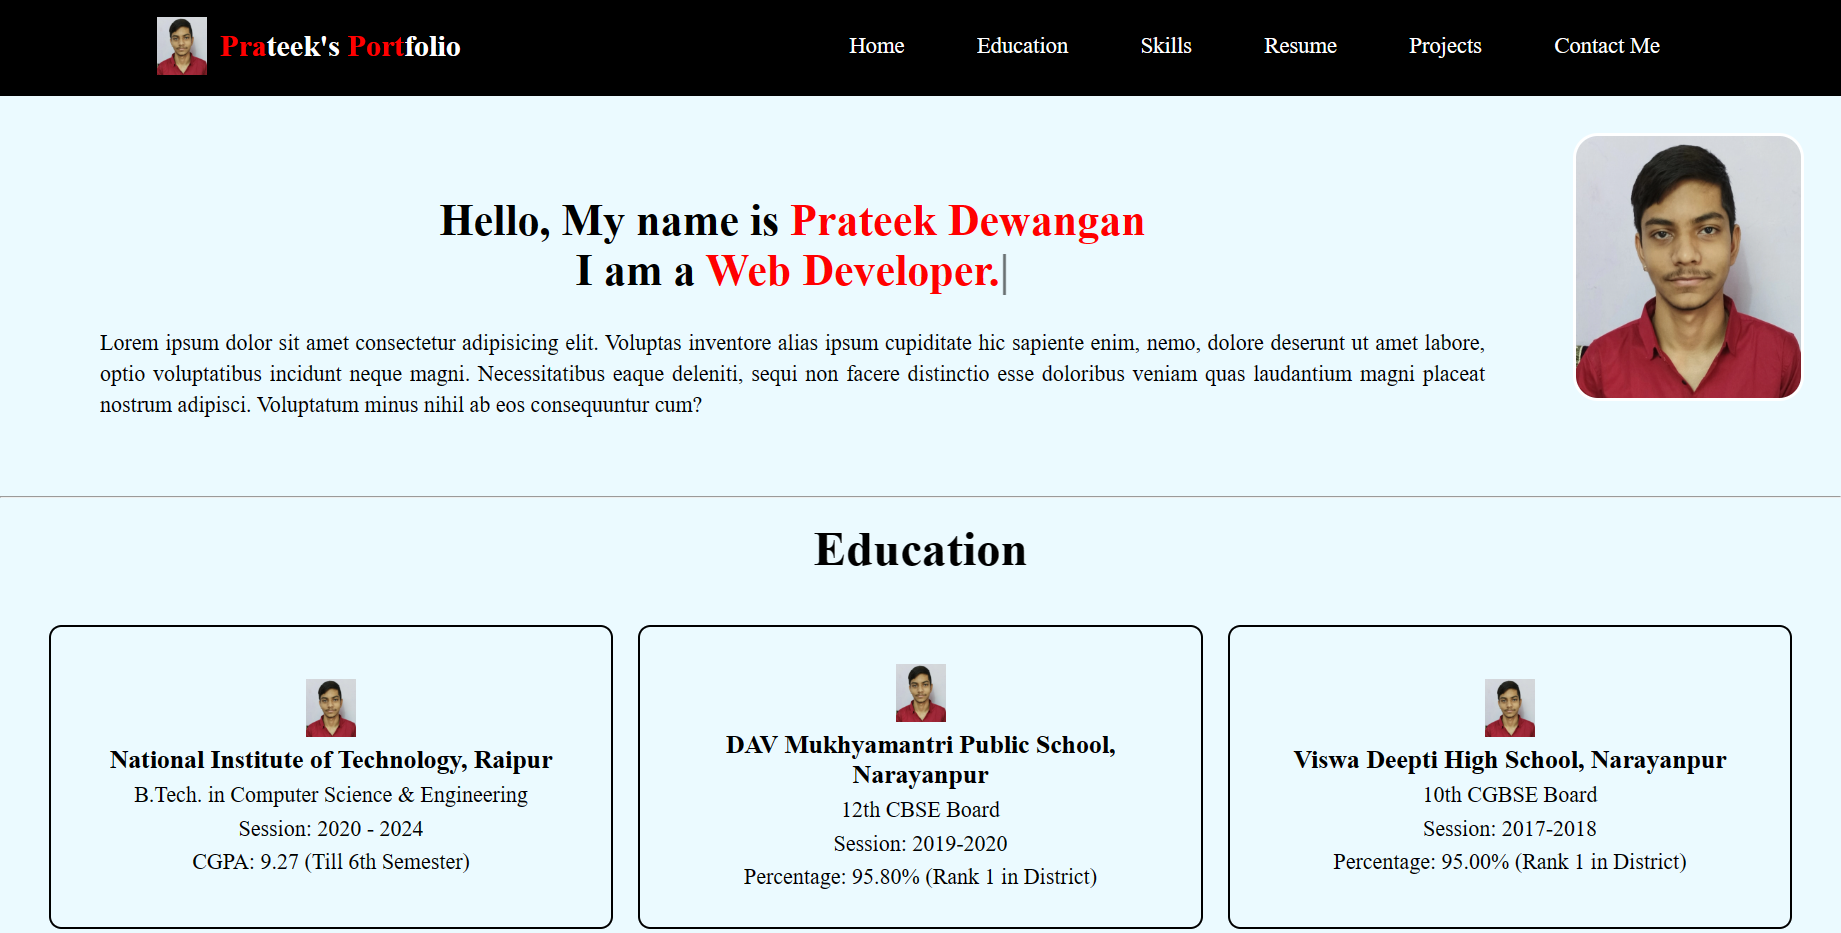 Prateek's Portfolio
Home Education Skills Resume Projects Contact Me
Hello, My name is Prateek Dewangan
I am a Web Developer.|
Lorem ipsum dolor sit amet consectetur adipisicing elit. Voluptas inventore alias ipsum cupiditate hic sapiente enim, nemo, dolore deserunt ut amet labore,
optio voluptatibus incidunt neque magni. Necessitatibus eaque deleniti, sequi non facere distinctio esse doloribus veniam quas laudantium magni placeat
nostrum adipisci. Voluptatum minus nihil ab eos consequuntur cum?
Education
National Institute of Technology, Raipur
B.Tech. in Computer Science & Engineering
Session: 2020 - 2024
CGPA: 9.27 (Till 6th Semester)
DAV Mukhyamantri Public School,
Narayanpur
12th CBSE Board
Session: 2019-2020
Percentage: 95.80% (Rank 1 in District)
Viswa Deepti High School, Narayanpur
10th CGBSE Board
Session: 2017-2018
Percentage: 95.00% (Rank 1 in District)